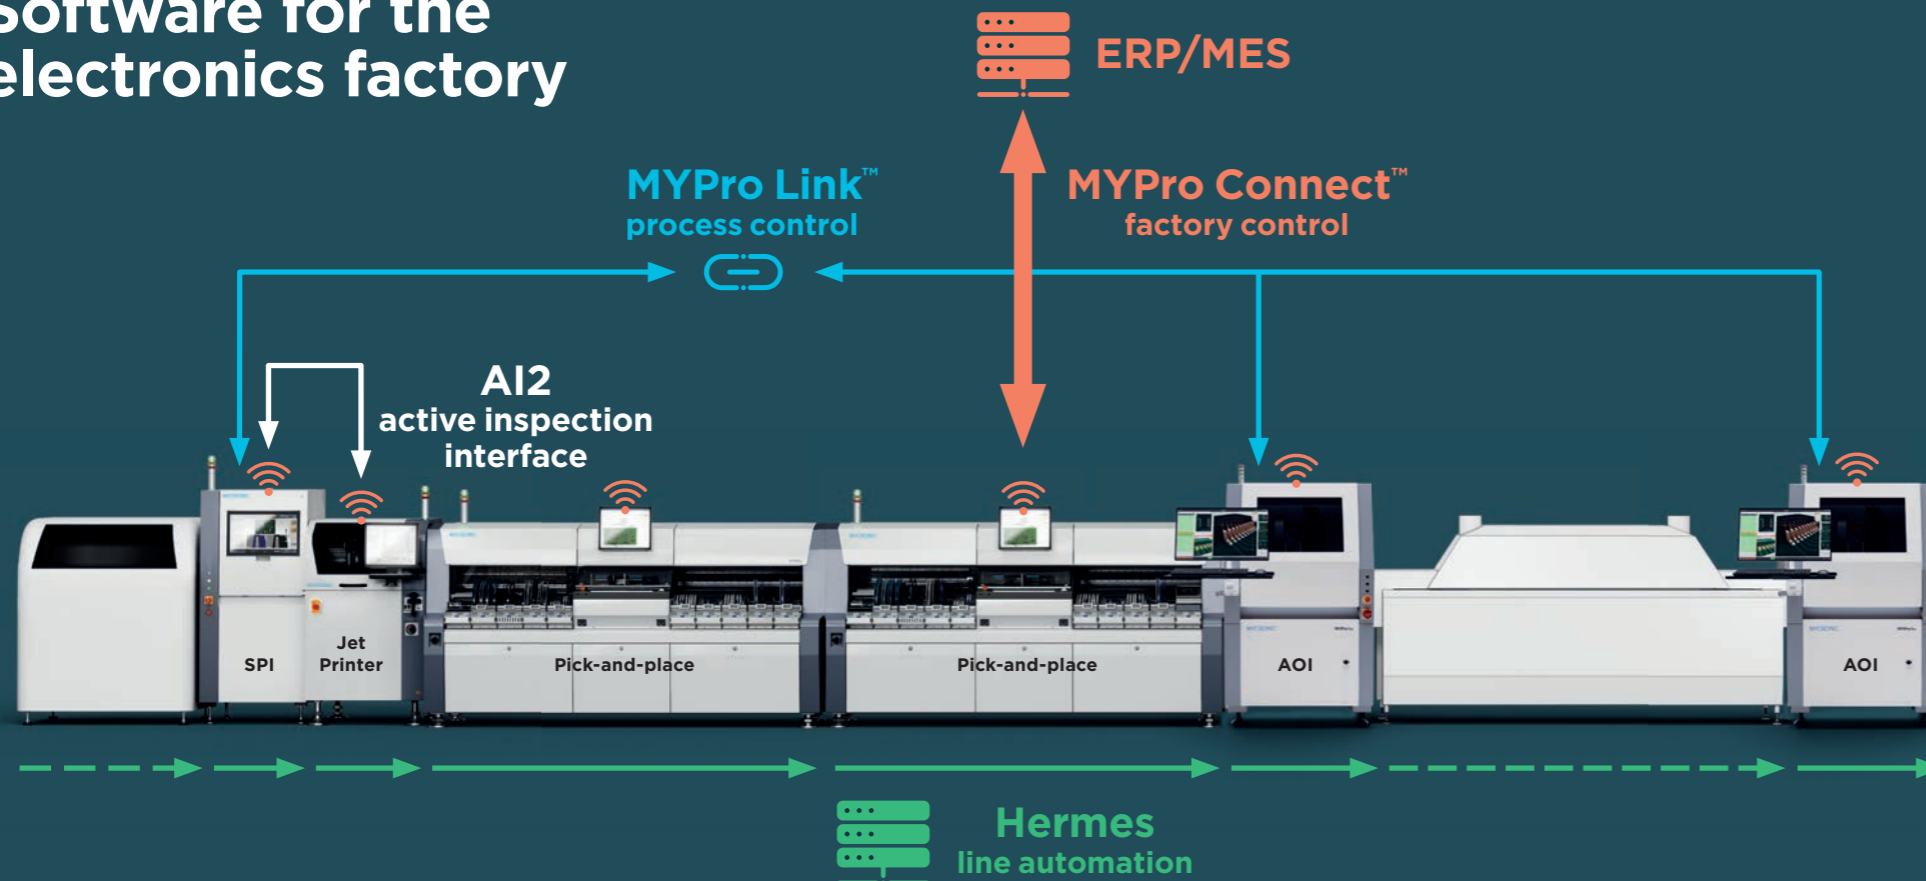 Software for the
electronics factory
ERP/MES
MYPro Link™
process control
MYPro Connect™
factory control
AI2
active inspection
interface
SPI
Jet
Printer
Pick-and-place
Pick-and-place
AOI
AOI
Hermes
line automation